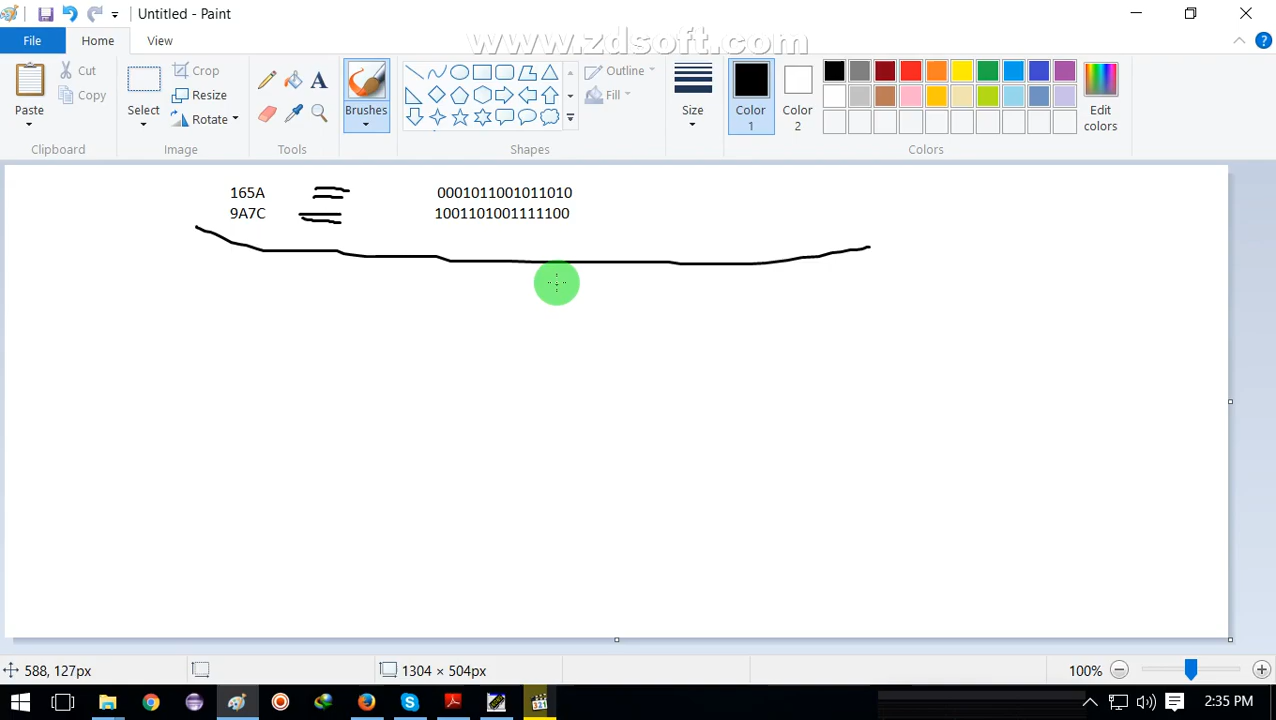 Untitled - Paint
www.zdsoft.com
File Home View
Paste Cut Copy Clipboard
Select Crop Resize Rotate Image
Tools
Brushes
Shapes Outline Fill
Size
Color 1
Color 2
Edit colors
Colors
165A = 0001011001011010
9A7C = 1001101001111100
588, 127px
1304 × 504px
100%
2:35 PM